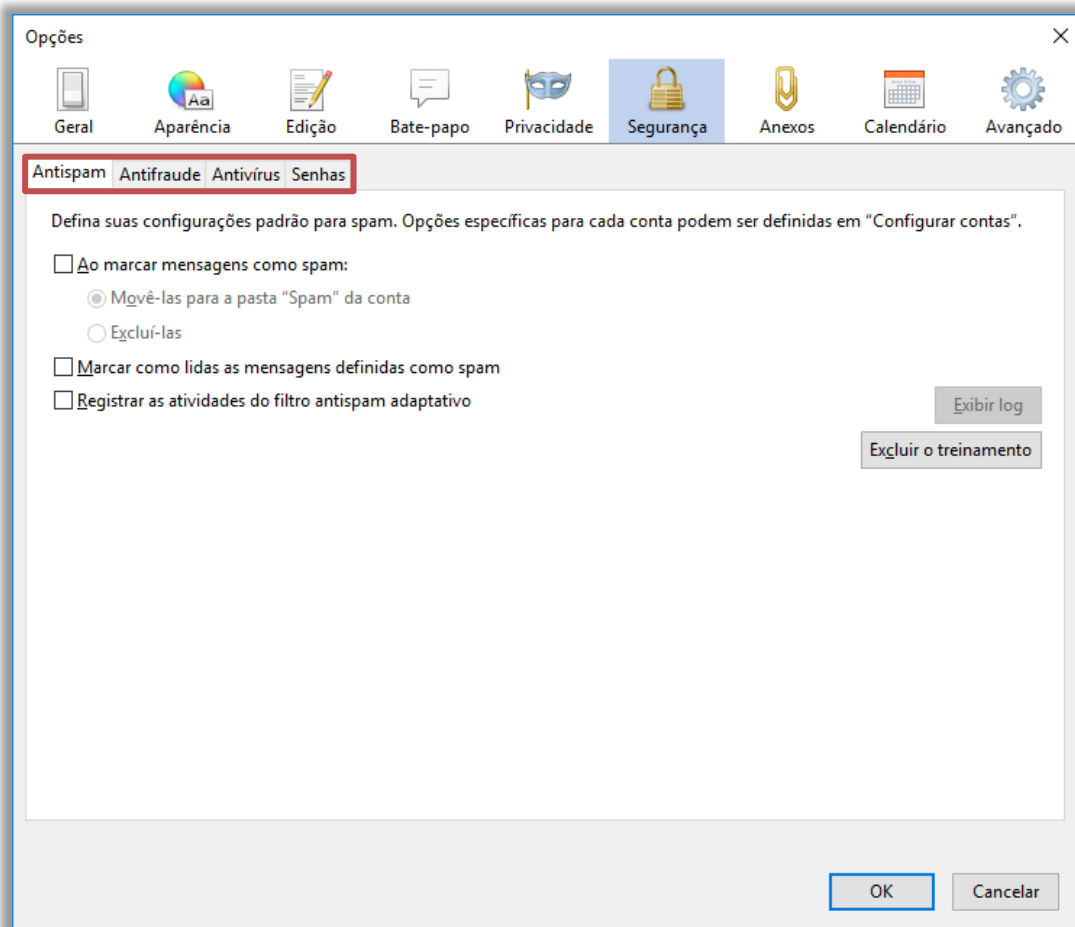 Opções
Geral Aparência Edição Bate-papo Privacidade Segurança Anexos Calendário Avançado
Antispam Antifraude Antivírus Senhas
Defina suas configurações padrão para spam. Opções específicas para cada conta podem ser definidas em “Configurar contas”.
Ao marcar mensagens como spam:
Movê-las para a pasta “Spam” da conta
Excluí-las
Marcar como lidas as mensagens definidas como spam
Registrar as atividades do filtro antispam adaptativo
Exibir log
Excluir o treinamento
OK Cancelar